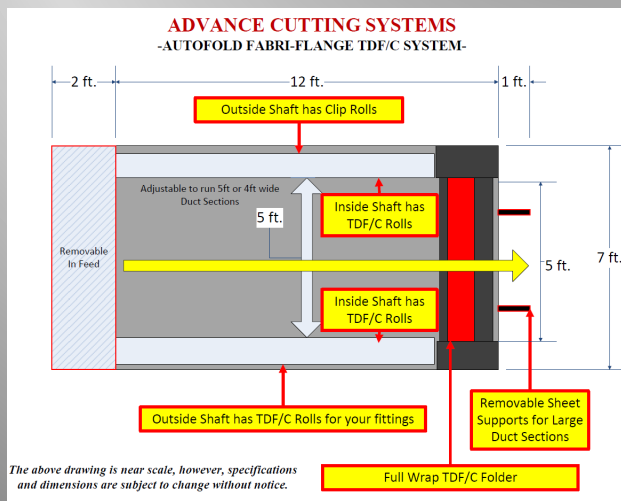 ADVANCE CUTTING SYSTEMS
-AUTOFOLD FABRI-FLANGE TDF/C SYSTEM-
2 ft.
12 ft.
1 ft.
Outside Shaft has Clip Rolls
Adjustable to run 5ft or 4ft wide
Duct Sections
Inside Shaft has
TDF/C Rolls
5 ft.
Removable
In Feed
5 ft.
7 ft.
Inside Shaft has
TDF/C Rolls
Outside Shaft has TDF/C Rolls for your fittings
Removable Sheet
Supports for Large
Duct Sections
Full Wrap TDF/C Folder
The above drawing is near scale, however, specifications
and dimensions are subject to change without notice.